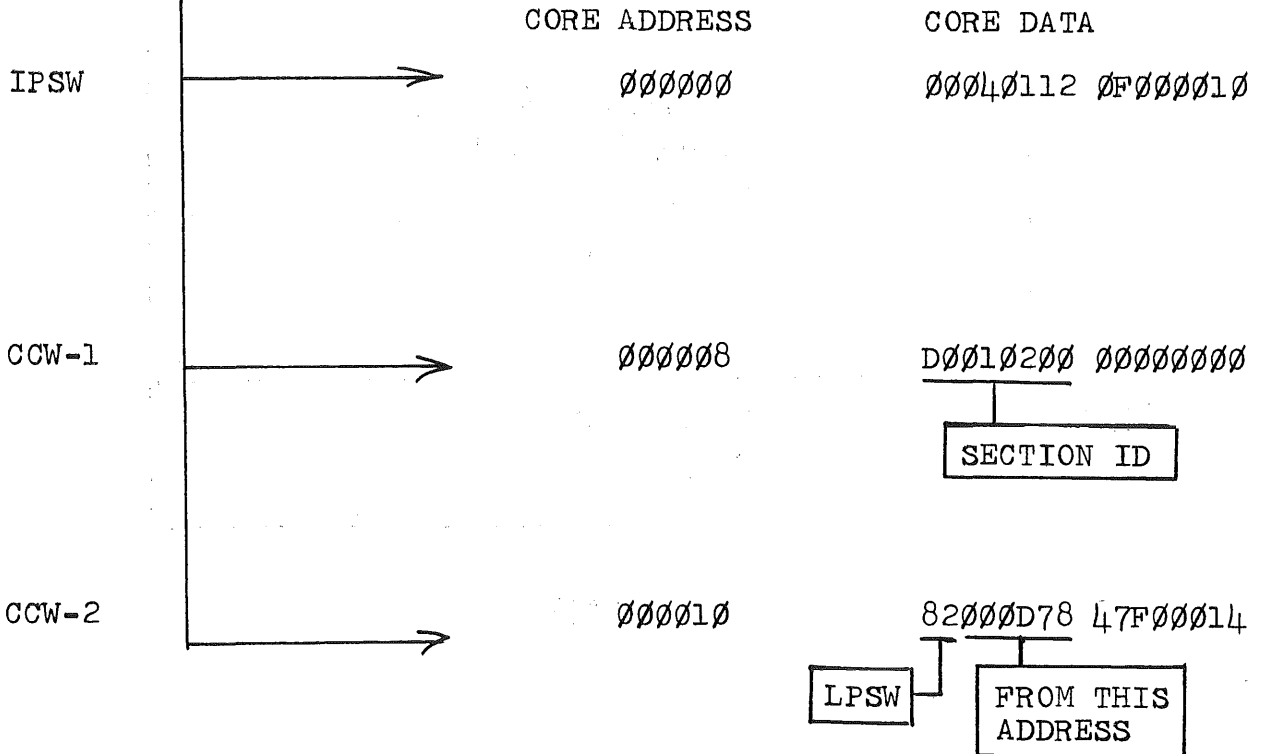 CORE ADDRESS CORE DATA
IPSW ØØØØØØ ØØØ4Ø112 ØFØØØØ1Ø
CCW-1 ØØØØØ8 DØØ1Ø2ØØ ØØØØØØØØ
SECTION ID
CCW-2 ØØØØ1Ø 82ØØØD78 47FØØØ14
LPSW FROM THIS
ADDRESS